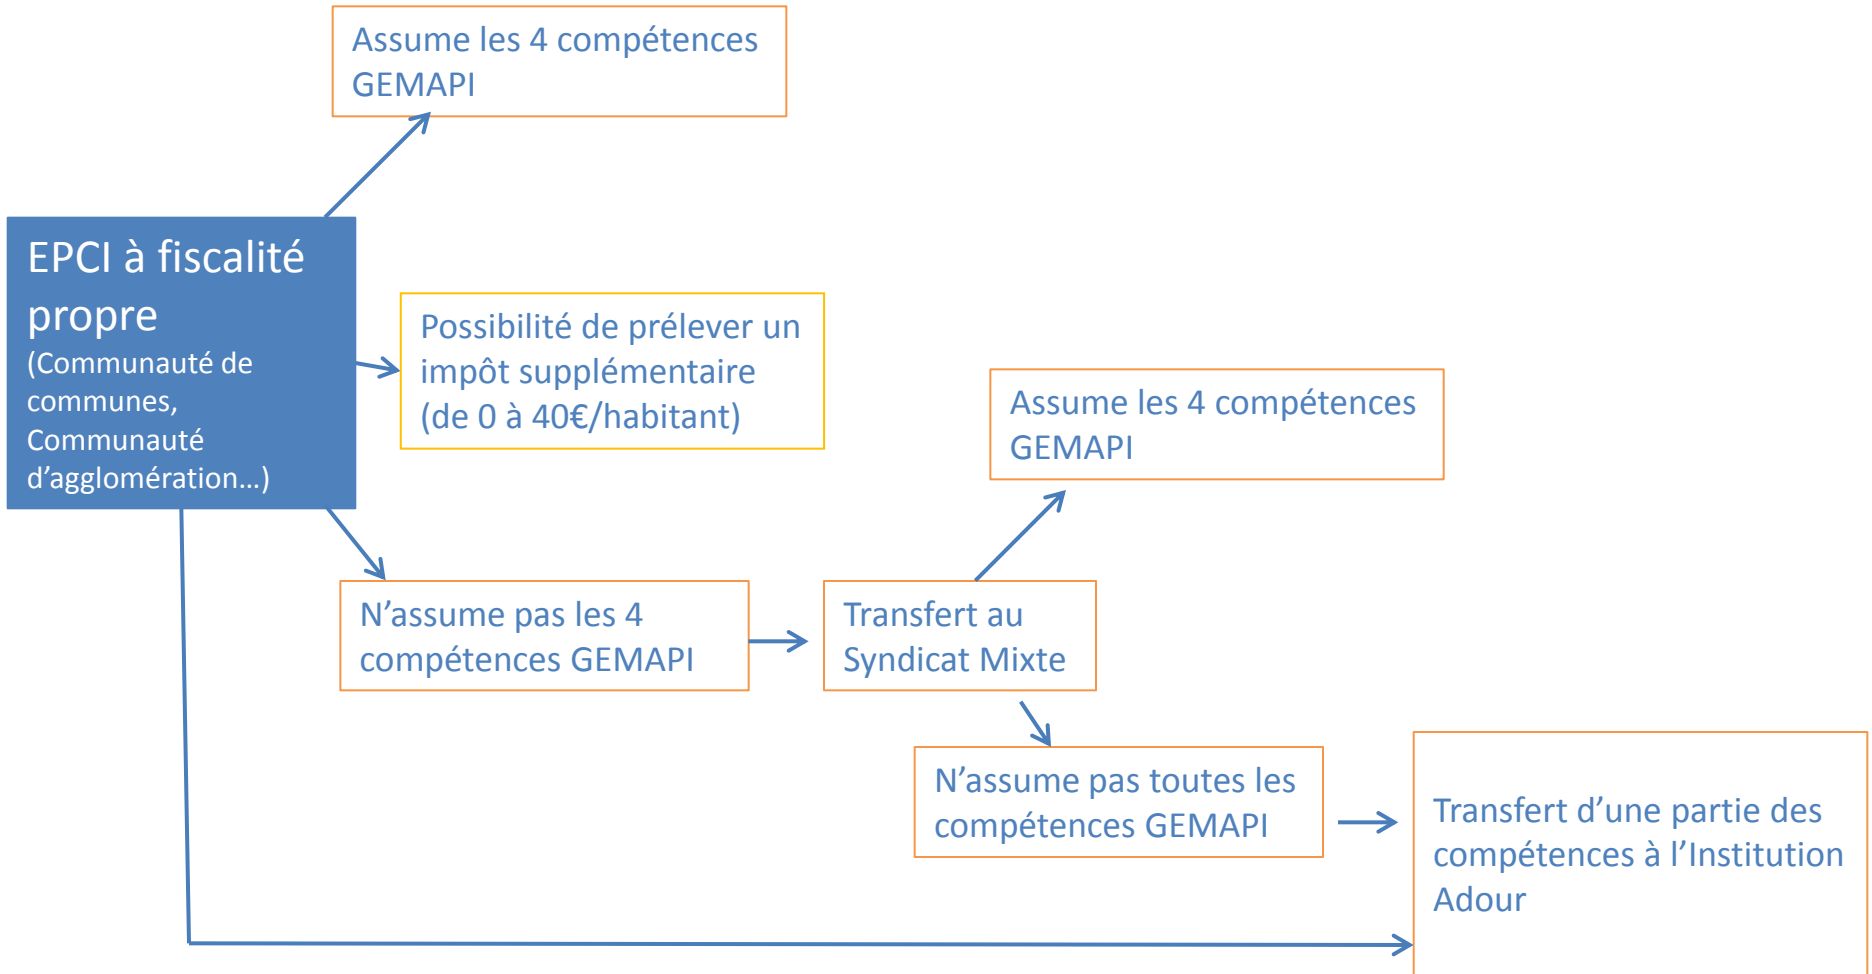 Assume les 4 compétences
GEMAPI
EPCI à fiscalité
propre
(Communauté de
communes,
Communauté
d’agglomération…)
Possibilité de prélever un
impôt supplémentaire
(de 0 à 40€/habitant)
Assume les 4 compétences
GEMAPI
N’assume pas les 4
compétences GEMAPI
Transfert au
Syndicat Mixte
N’assume pas toutes les
compétences GEMAPI
Transfert d’une partie des
compétences à l’Institution
Adour